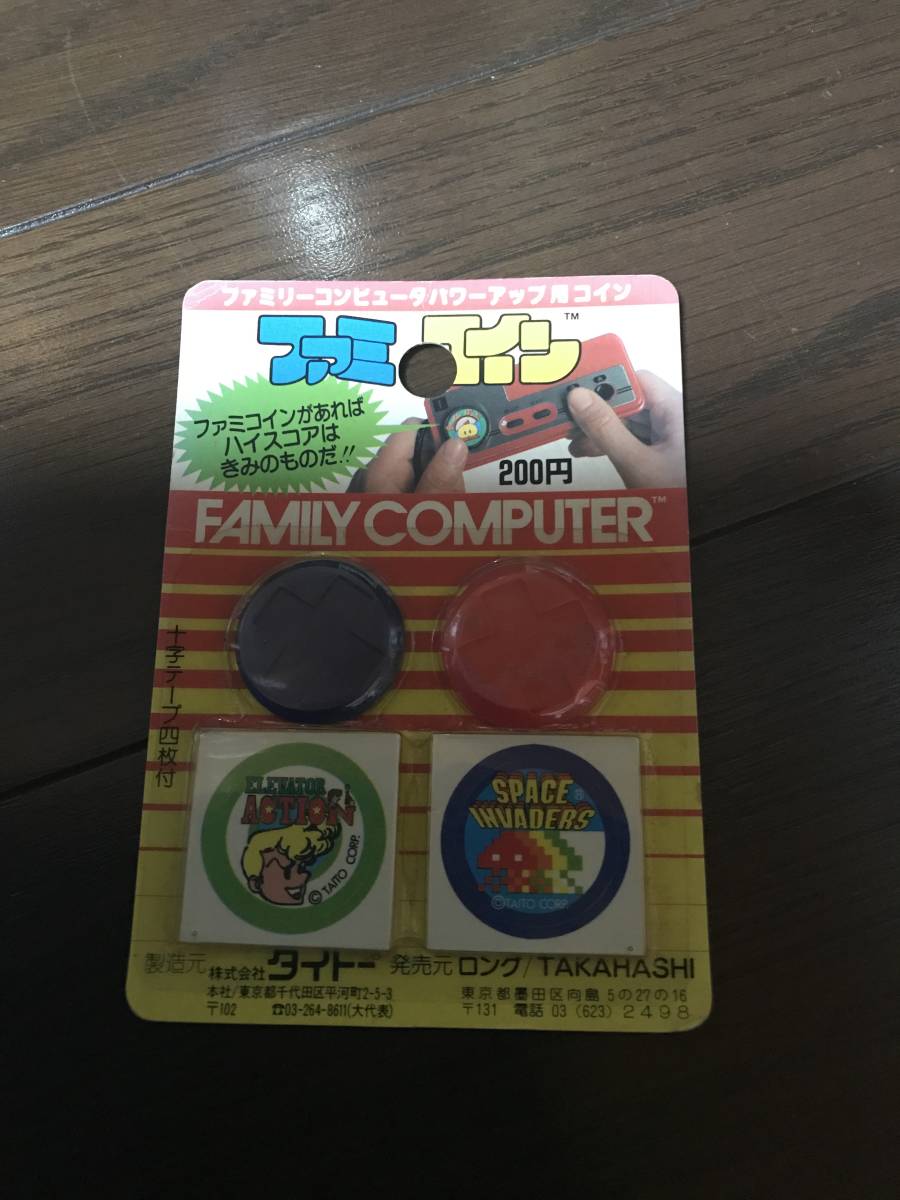 ファミリーコンピュータパワーアップ用コイン
ファミコイン™
ファミコインがあれば
ハイスコアは
きみのものだ!!
200円
FAMILY COMPUTER™
十字テープ四枚付
ELEVATOR
ACTION
©TAITO CORP.
SPACE
INVADERS®
©TAITO CORP.
製造元 株式会社 タイトー
本社/東京都千代田区平河町2-5-3
〒102 ☎03-264-8611(大代表)
発売元 ロング/TAKAHASHI
東京都墨田区向島5の27の16
〒131 電話 03(623)2498